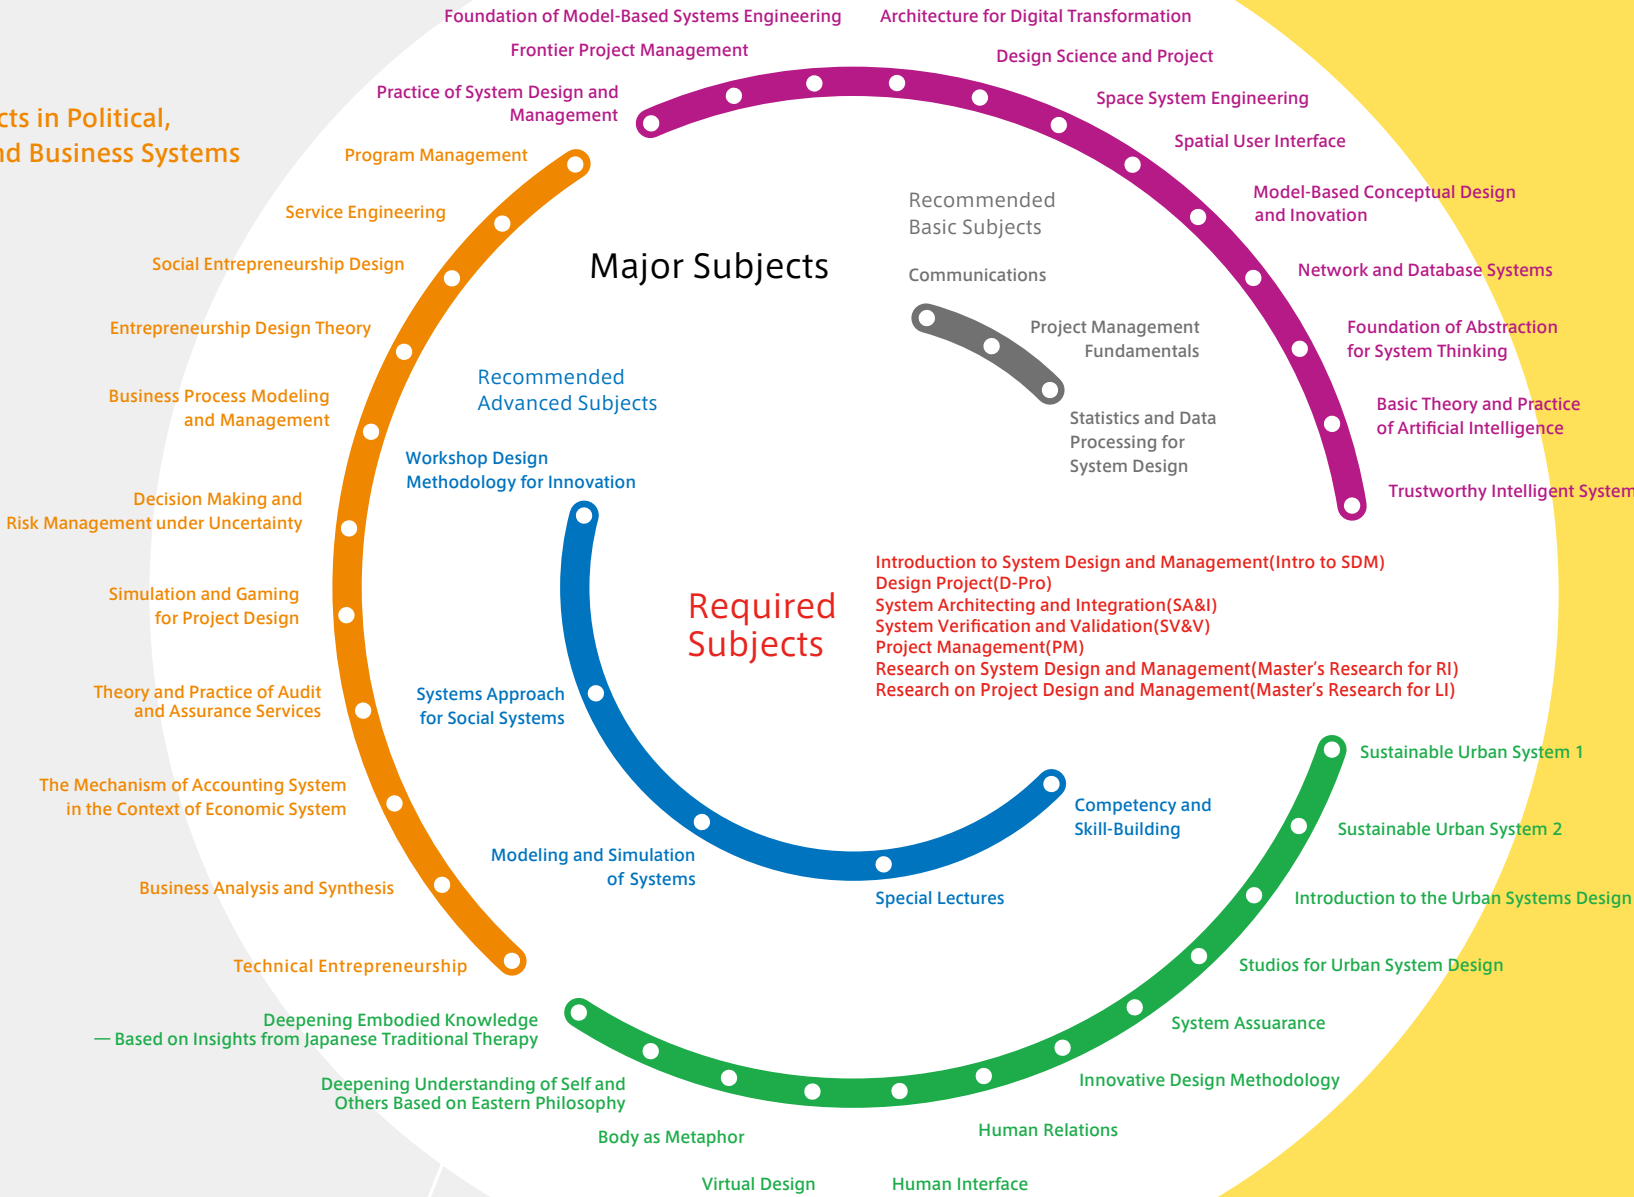 Foundation of Model-Based Systems Engineering
Architecture for Digital Transformation
Frontier Project Management
Design Science and Project
Practice of System Design and
Management
Space System Engineering
Spatial User Interface
Model-Based Conceptual Design
and Inovation
Network and Database Systems
Foundation of Abstraction
for System Thinking
Basic Theory and Practice
of Artificial Intelligence
Trustworthy Intelligent System
cts in Political,
nd Business Systems
Program Management
Service Engineering
Social Entrepreneurship Design
Entrepreneurship Design Theory
Business Process Modeling
and Management
Decision Making and
Risk Management under Uncertainty
Simulation and Gaming
for Project Design
Theory and Practice of Audit
and Assurance Services
The Mechanism of Accounting System
in the Context of Economic System
Business Analysis and Synthesis
Technical Entrepreneurship
Major Subjects
Recommended
Basic Subjects
Communications
Project Management
Fundamentals
Statistics and Data
Processing for
System Design
Recommended
Advanced Subjects
Workshop Design
Methodology for Innovation
Systems Approach
for Social Systems
Modeling and Simulation
of Systems
Special Lectures
Competency and
Skill-Building
Required
Subjects
Introduction to System Design and Management(Intro to SDM)
Design Project(D-Pro)
System Architecting and Integration(SA&I)
System Verification and Validation(SV&V)
Project Management(PM)
Research on System Design and Management(Master's Research for RI)
Research on Project Design and Management(Master's Research for LI)
Sustainable Urban System 1
Sustainable Urban System 2
Introduction to the Urban Systems Design
Studios for Urban System Design
System Assuarance
Innovative Design Methodology
Human Relations
Human Interface
Virtual Design
Body as Metaphor
Deepening Understanding of Self and
Others Based on Eastern Philosophy
Deepening Embodied Knowledge
— Based on Insights from Japanese Traditional Therapy